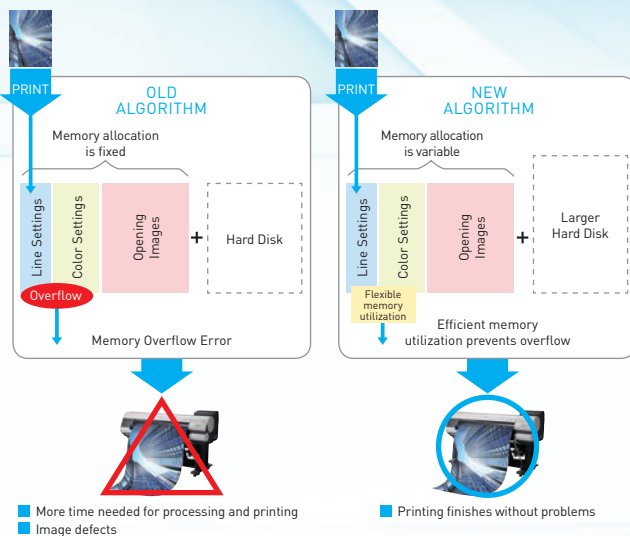 PRINT
OLD
ALGORITHM
Memory allocation
is fixed
Line Settings
Color Settings
Opening
Images
+
Hard Disk
Overflow
Memory Overflow Error
More time needed for processing and printing
Image defects
PRINT
NEW
ALGORITHM
Memory allocation
is variable
Line Settings
Color Settings
Opening
Images
+
Larger
Hard Disk
Flexible
memory
utilization
Efficient memory
utilization prevents overflow
Printing finishes without problems